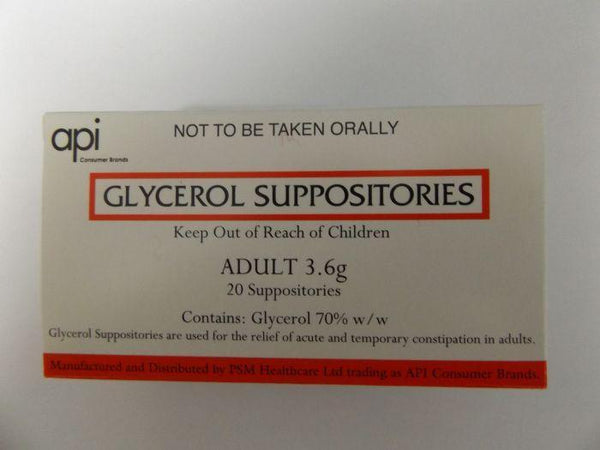 api
Consumer Brands
NOT TO BE TAKEN ORALLY
GLYCEROL SUPPOSITORIES
Keep Out of Reach of Children
ADULT 3.6g
20 Suppositories
Contains: Glycerol 70% w/w
Glycerol Suppositories are used for the relief of acute and temporary constipation in adults.
Manufactured and Distributed by PSM Healthcare Ltd trading as API Consumer Brands.